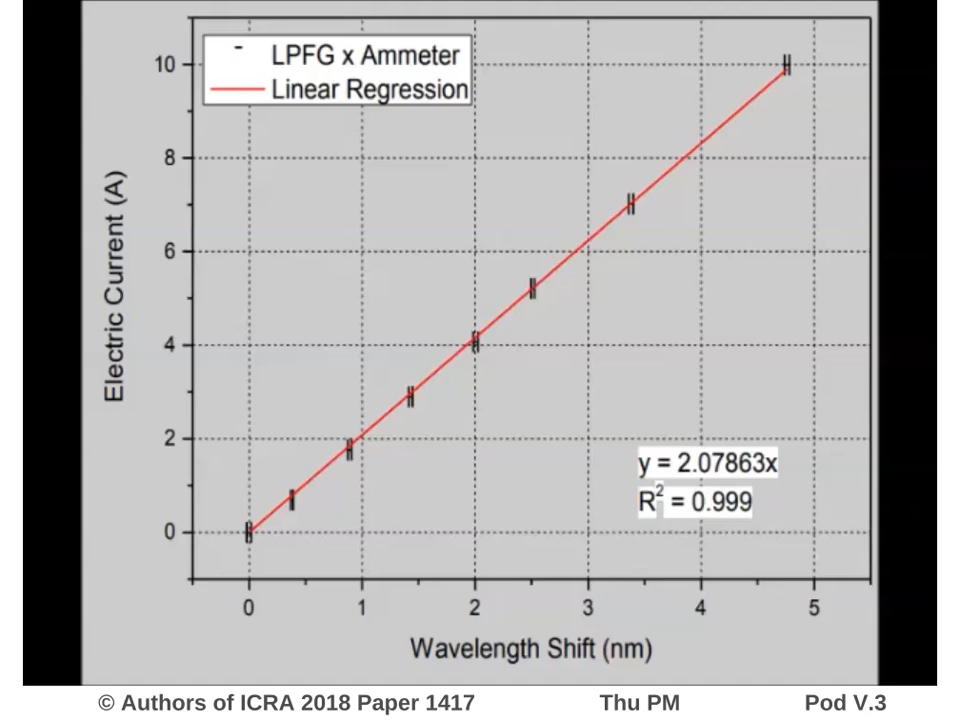 LPFG x Ammeter
Linear Regression
10
8
6
4
2
0
Electric Current (A)
y = 2.07863x
R² = 0.999
0 1 2 3 4 5
Wavelength Shift (nm)
© Authors of ICRA 2018 Paper 1417 Thu PM Pod V.3